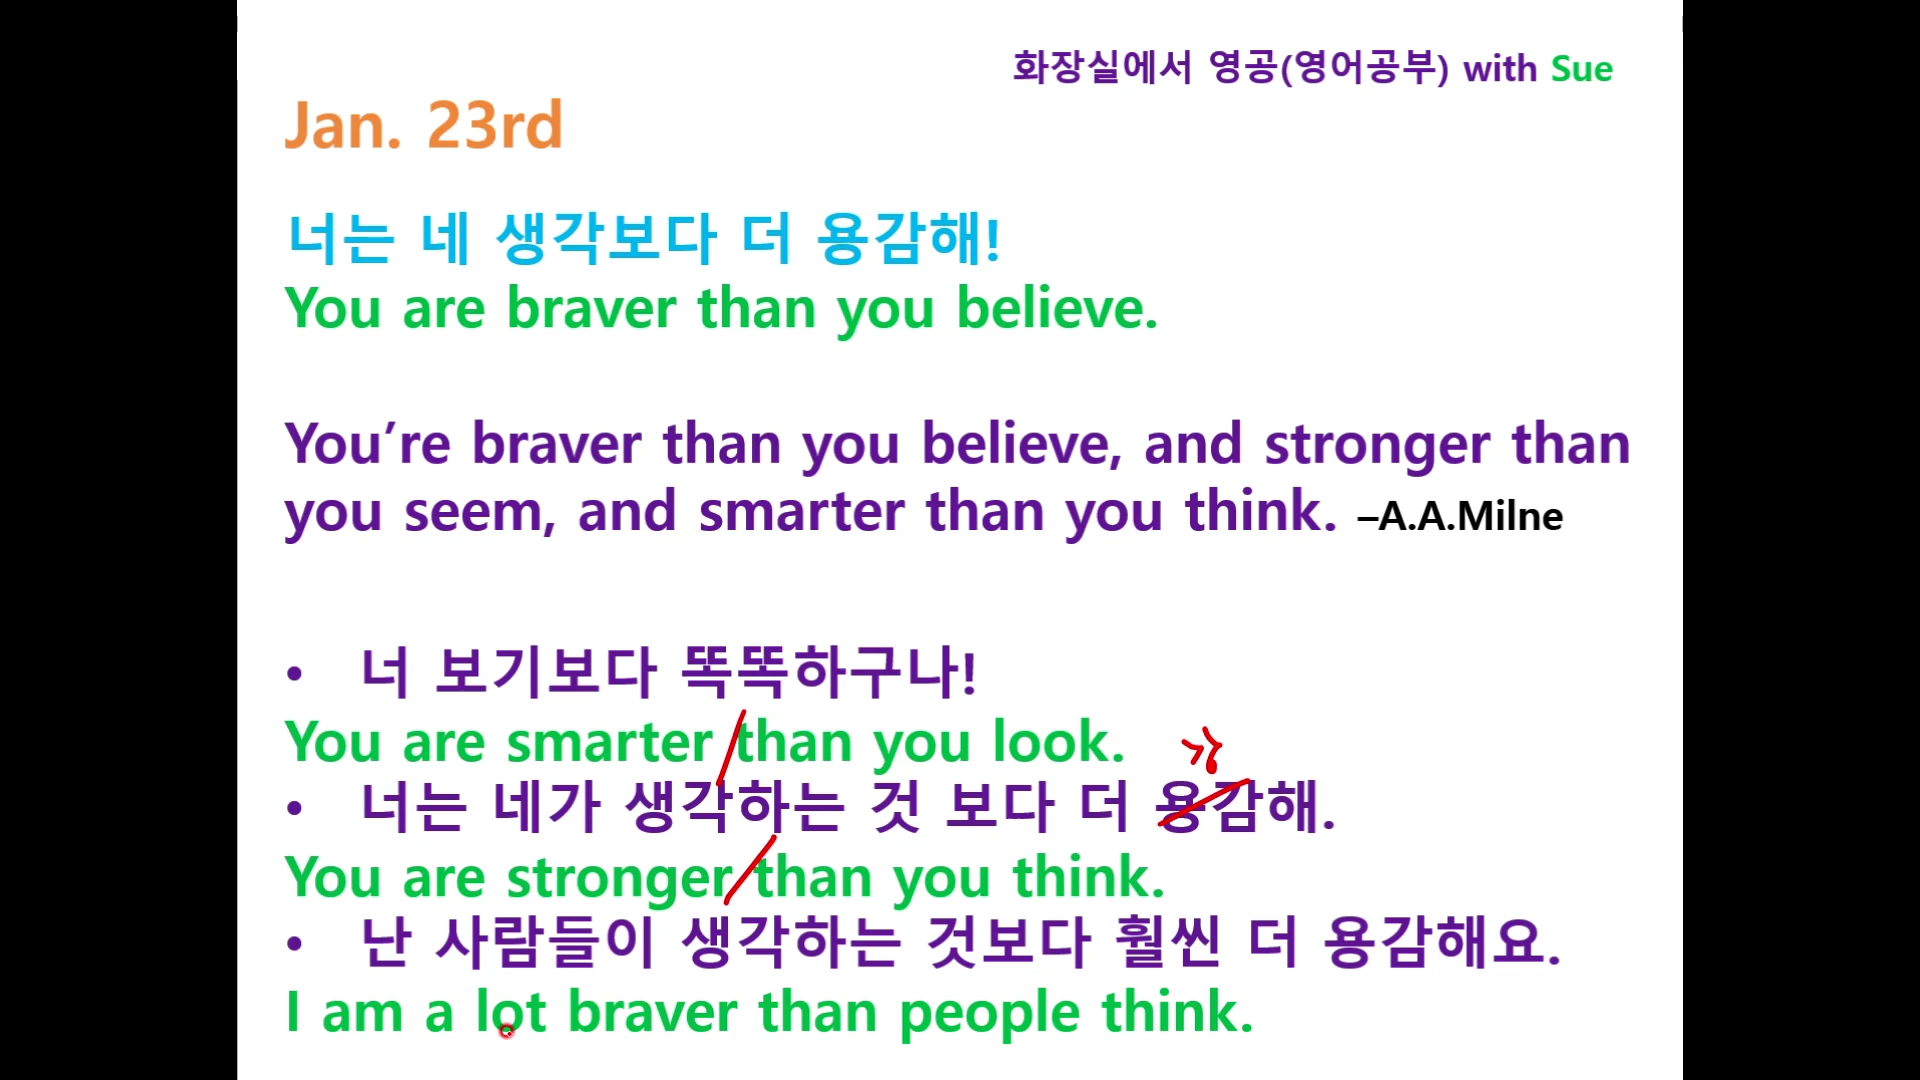 화장실에서 영공(영어공부) with Sue
Jan. 23rd
너는 네 생각보다 더 용감해!
You are braver than you believe.
You’re braver than you believe, and stronger than
you seem, and smarter than you think. –A.A.Milne
• 너 보기보다 똑똑하구나!
You are smarter than you look.
• 너는 네가 생각하는 것 보다 더 용감해.
You are stronger than you think.
• 난 사람들이 생각하는 것보다 훨씬 더 용감해요.
I am a lot braver than people think.